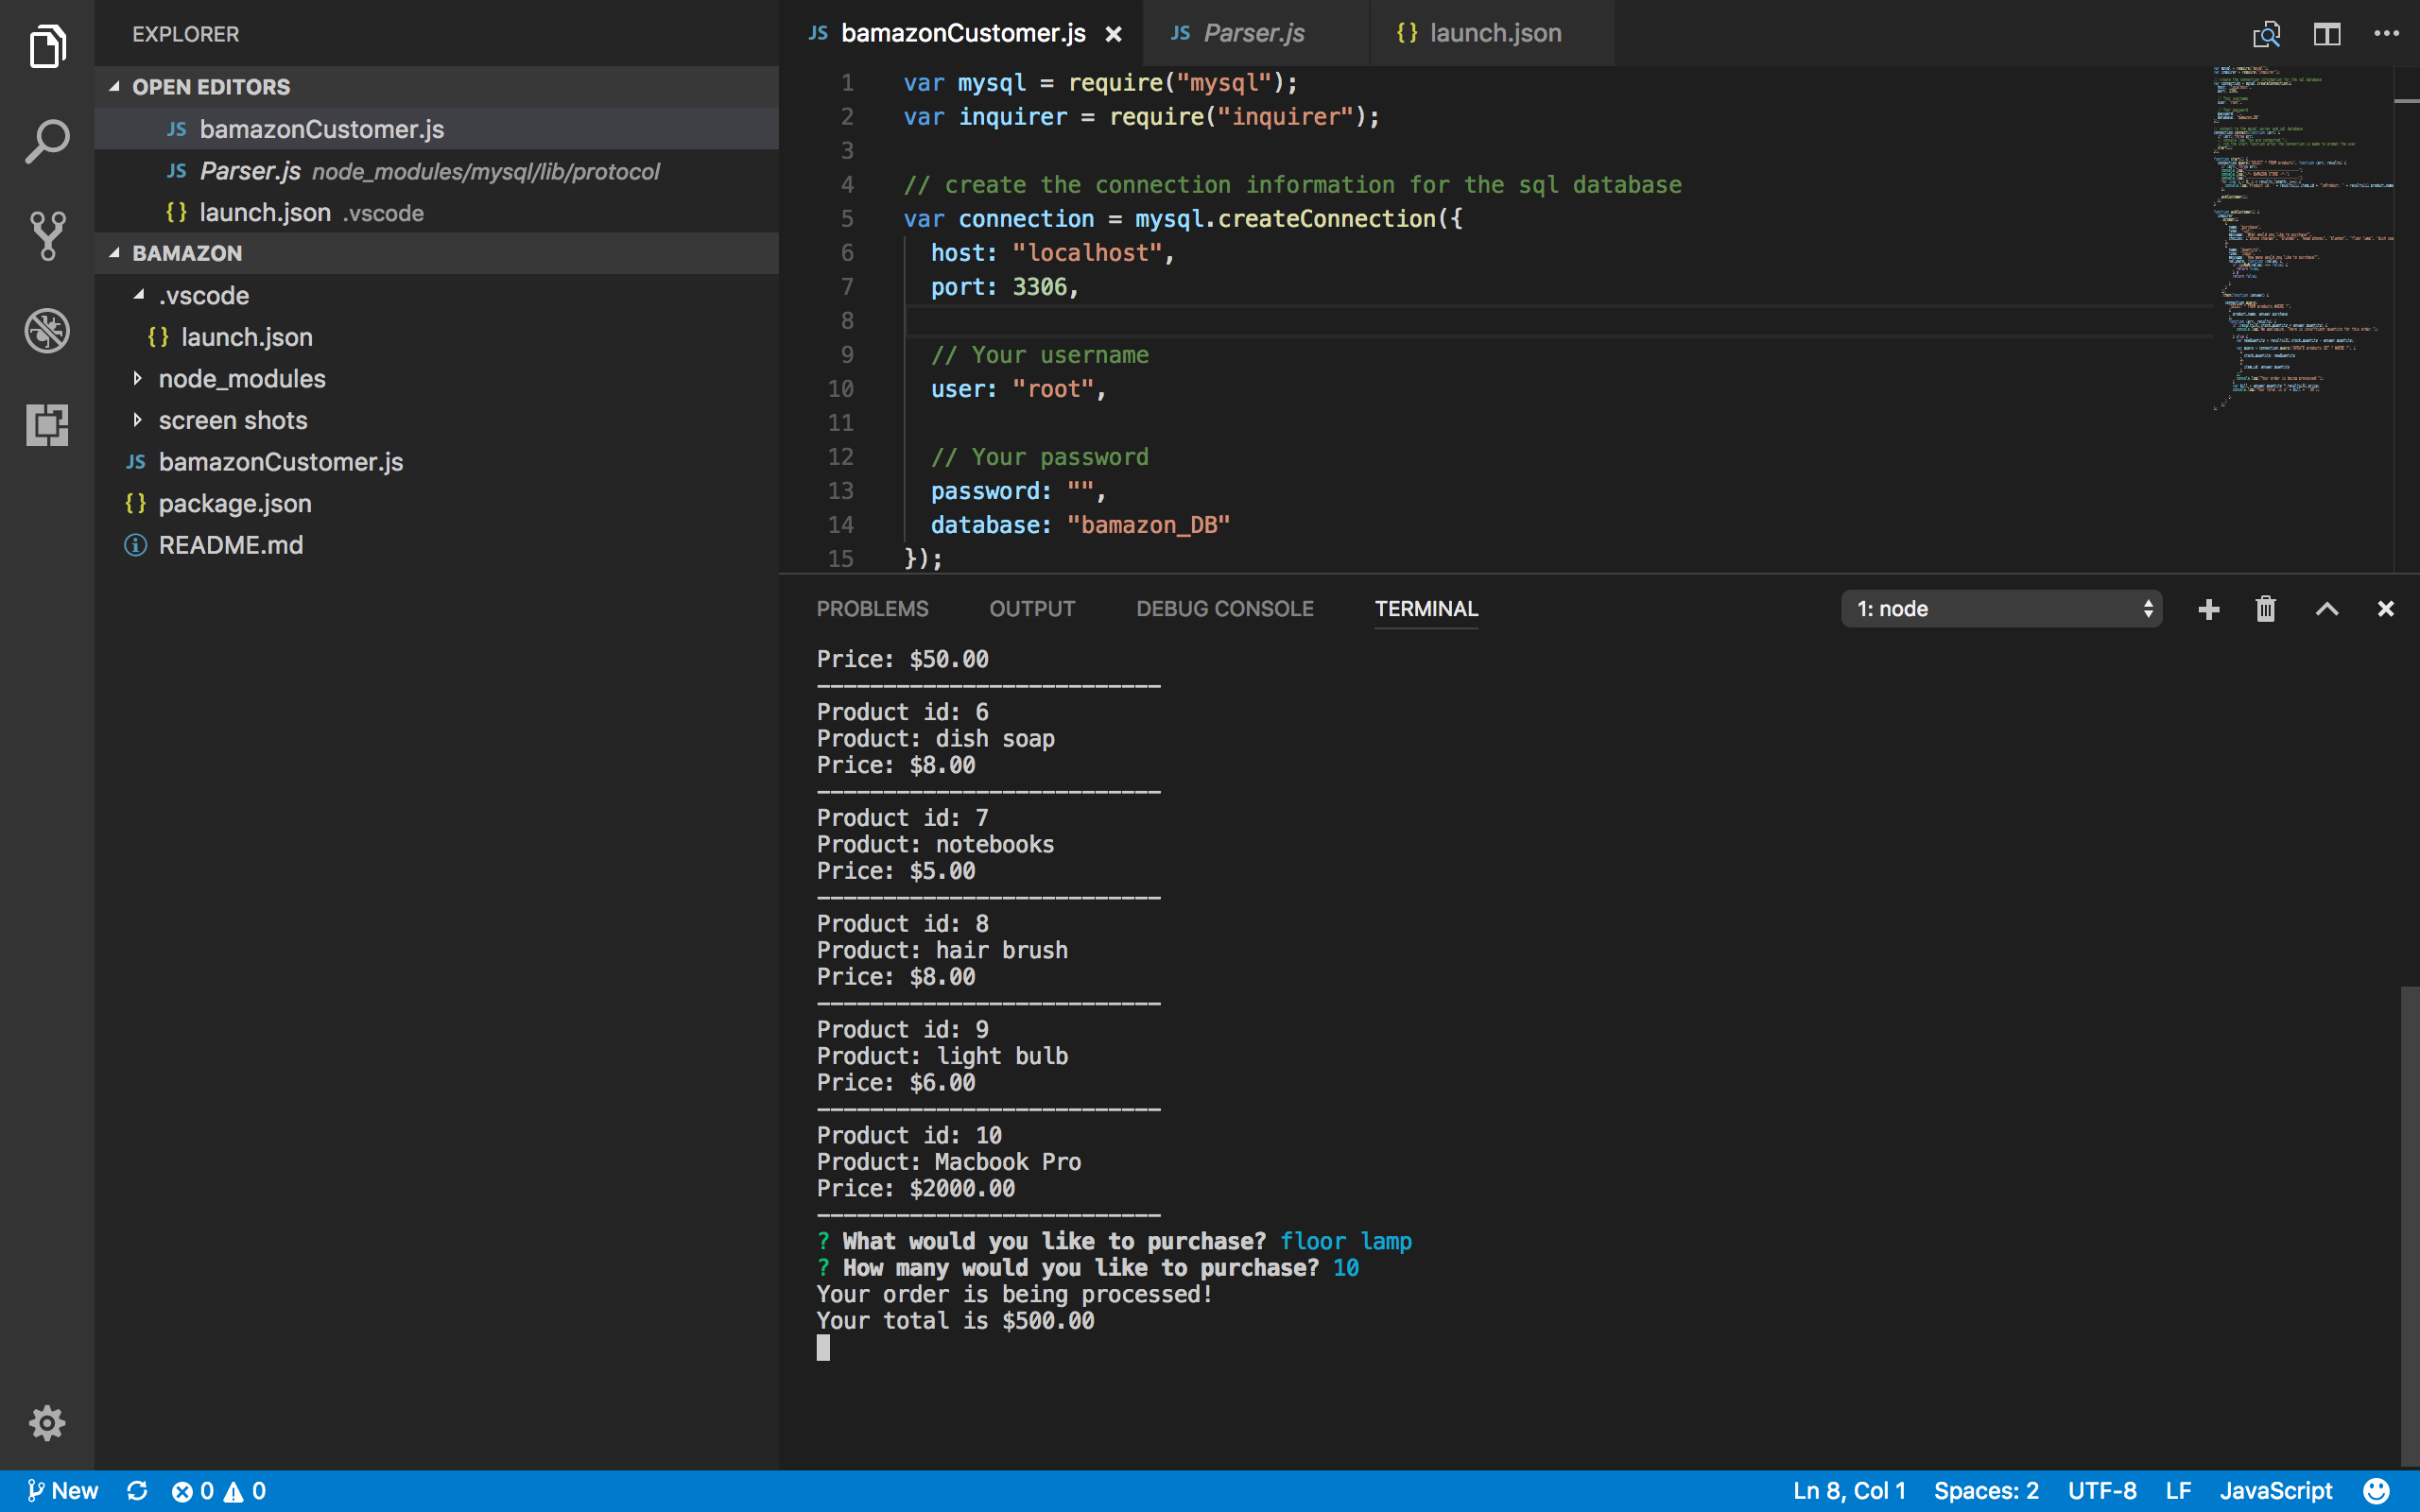 EXPLORER
OPEN EDITORS
JS bamazonCustomer.js
JS Parser.js node_modules/mysql/lib/protocol
{} launch.json .vscode
BAMAZON
.vscode
{} launch.json
node_modules
screen shots
JS bamazonCustomer.js
{} package.json
README.md
JS bamazonCustomer.js
JS Parser.js
{} launch.json
1 var mysql = require("mysql");
2 var inquirer = require("inquirer");
3
4 // create the connection information for the sql database
5 var connection = mysql.createConnection({
6 host: "localhost",
7 port: 3306,
8
9 // Your username
10 user: "root",
11
12 // Your password
13 password: "",
14 database: "bamazon_DB"
15 });
PROBLEMS OUTPUT DEBUG CONSOLE TERMINAL 1: node
Price: $50.00
--------------------------
Product id: 6
Product: dish soap
Price: $8.00
--------------------------
Product id: 7
Product: notebooks
Price: $5.00
--------------------------
Product id: 8
Product: hair brush
Price: $8.00
--------------------------
Product id: 9
Product: light bulb
Price: $6.00
--------------------------
Product id: 10
Product: Macbook Pro
Price: $2000.00
--------------------------
? What would you like to purchase? floor lamp
? How many would you like to purchase? 10
Your order is being processed!
Your total is $500.00
New 0 0 Ln 8, Col 1 Spaces: 2 UTF-8 LF JavaScript